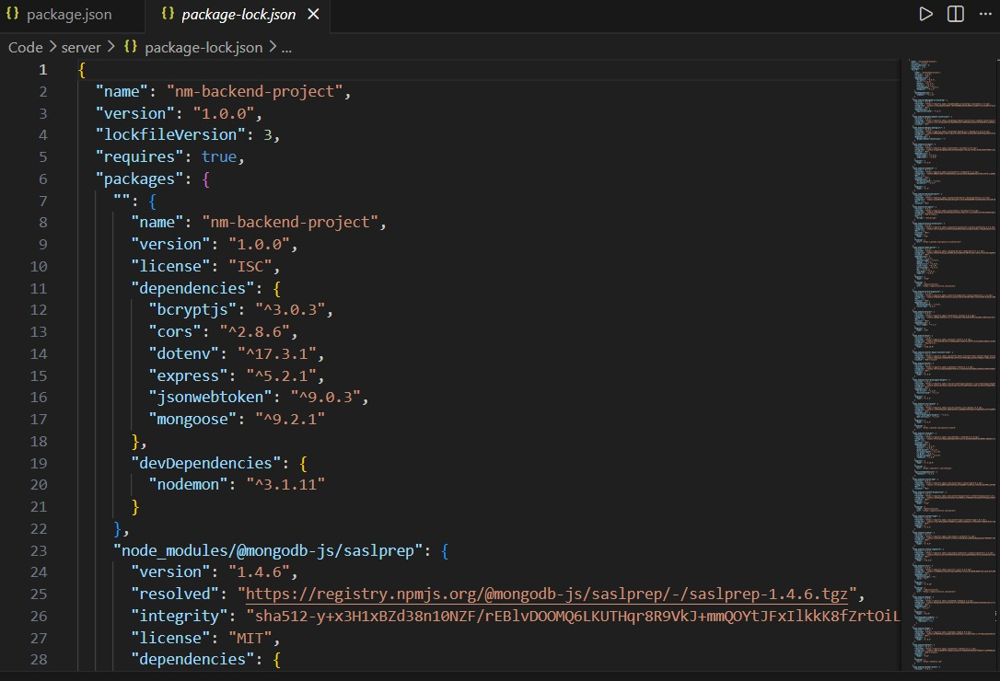 package.json
package-lock.json
Code > server > package-lock.json > ...
1 {
2 "name": "nm-backend-project",
3 "version": "1.0.0",
4 "lockfileVersion": 3,
5 "requires": true,
6 "packages": {
7 "": {
8 "name": "nm-backend-project",
9 "version": "1.0.0",
10 "license": "ISC",
11 "dependencies": {
12 "bcryptjs": "^3.0.3",
13 "cors": "^2.8.6",
14 "dotenv": "^17.3.1",
15 "express": "^5.2.1",
16 "jsonwebtoken": "^9.0.3",
17 "mongoose": "^9.2.1"
18 },
19 "devDependencies": {
20 "nodemon": "^3.1.11"
21 }
22 },
23 "node_modules/@mongodb-js/saslprep": {
24 "version": "1.4.6",
25 "resolved": "https://registry.npmjs.org/@mongodb-js/saslprep/-/saslprep-1.4.6.tgz",
26 "integrity": "sha512-y+x3H1xBZd38n10NZF/rEBlvDOOMQ6LKUTHqr8R9VkJ+mmQOYtJFxIlkkK8fZrtOiL
27 "license": "MIT",
28 "dependencies": {